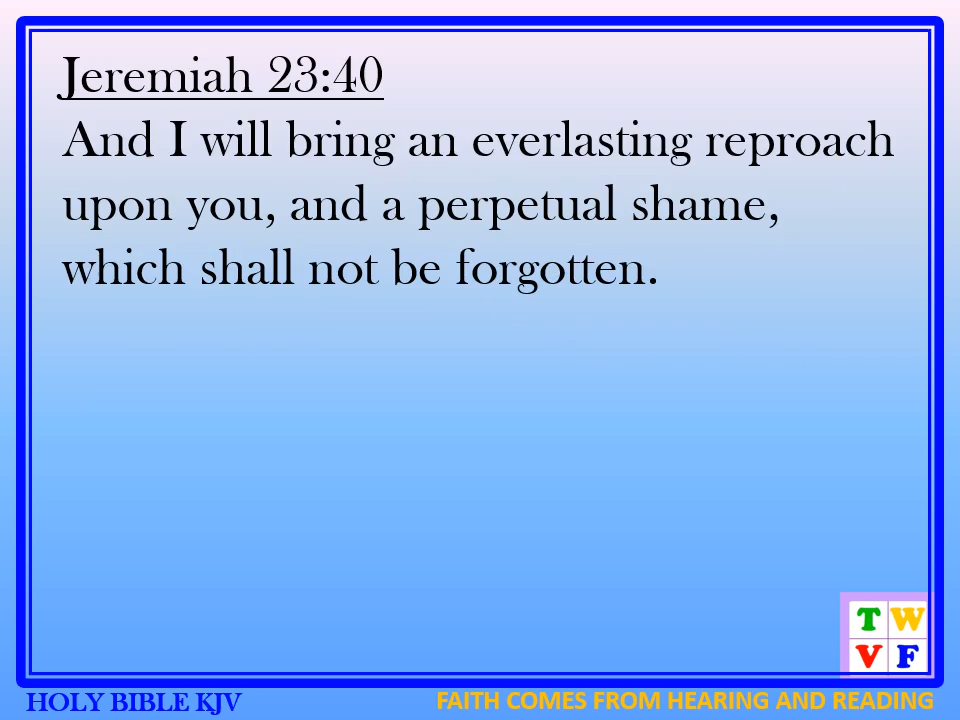 Jeremiah 23:40
And I will bring an everlasting reproach
upon you, and a perpetual shame,
which shall not be forgotten.
T W
V F
HOLY BIBLE KJV
FAITH COMES FROM HEARING AND READING